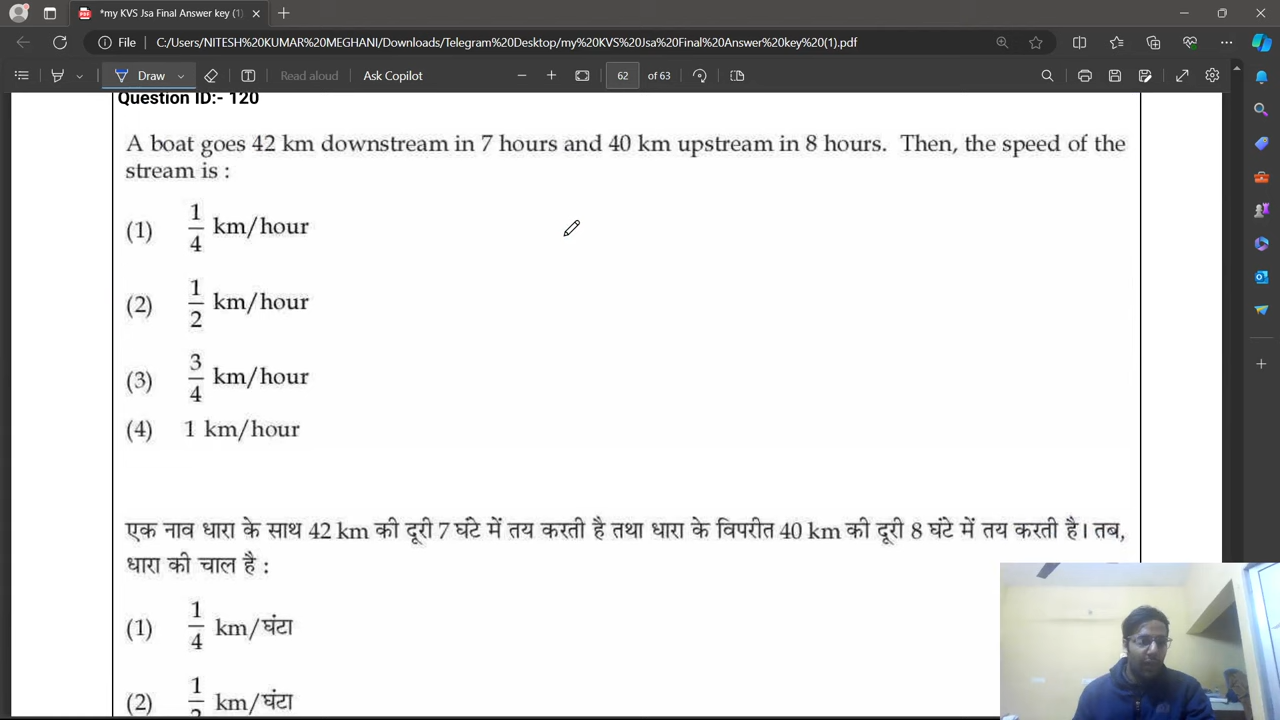 *my KVS Jsa Final Answer key (1)
File C:/Users/NITESH%20KUMAR%20MEGHANI/Downloads/Telegram%20Desktop/my%20KVS%20Jsa%20Final%20Answer%20key%20(1).pdf
Draw Read aloud Ask Copilot 62 of 63
Question ID:- 120
A boat goes 42 km downstream in 7 hours and 40 km upstream in 8 hours. Then, the speed of the
stream is :
(1) 1/4 km/hour
(2) 1/2 km/hour
(3) 3/4 km/hour
(4) 1 km/hour
एक नाव धारा के साथ 42 km की दूरी 7 घंटे में तय करती है तथा धारा के विपरीत 40 km की दूरी 8 घंटे में तय करती है। तब,
धारा की चाल है :
(1) 1/4 km/घंटा
(2) 1/2 km/घंटा